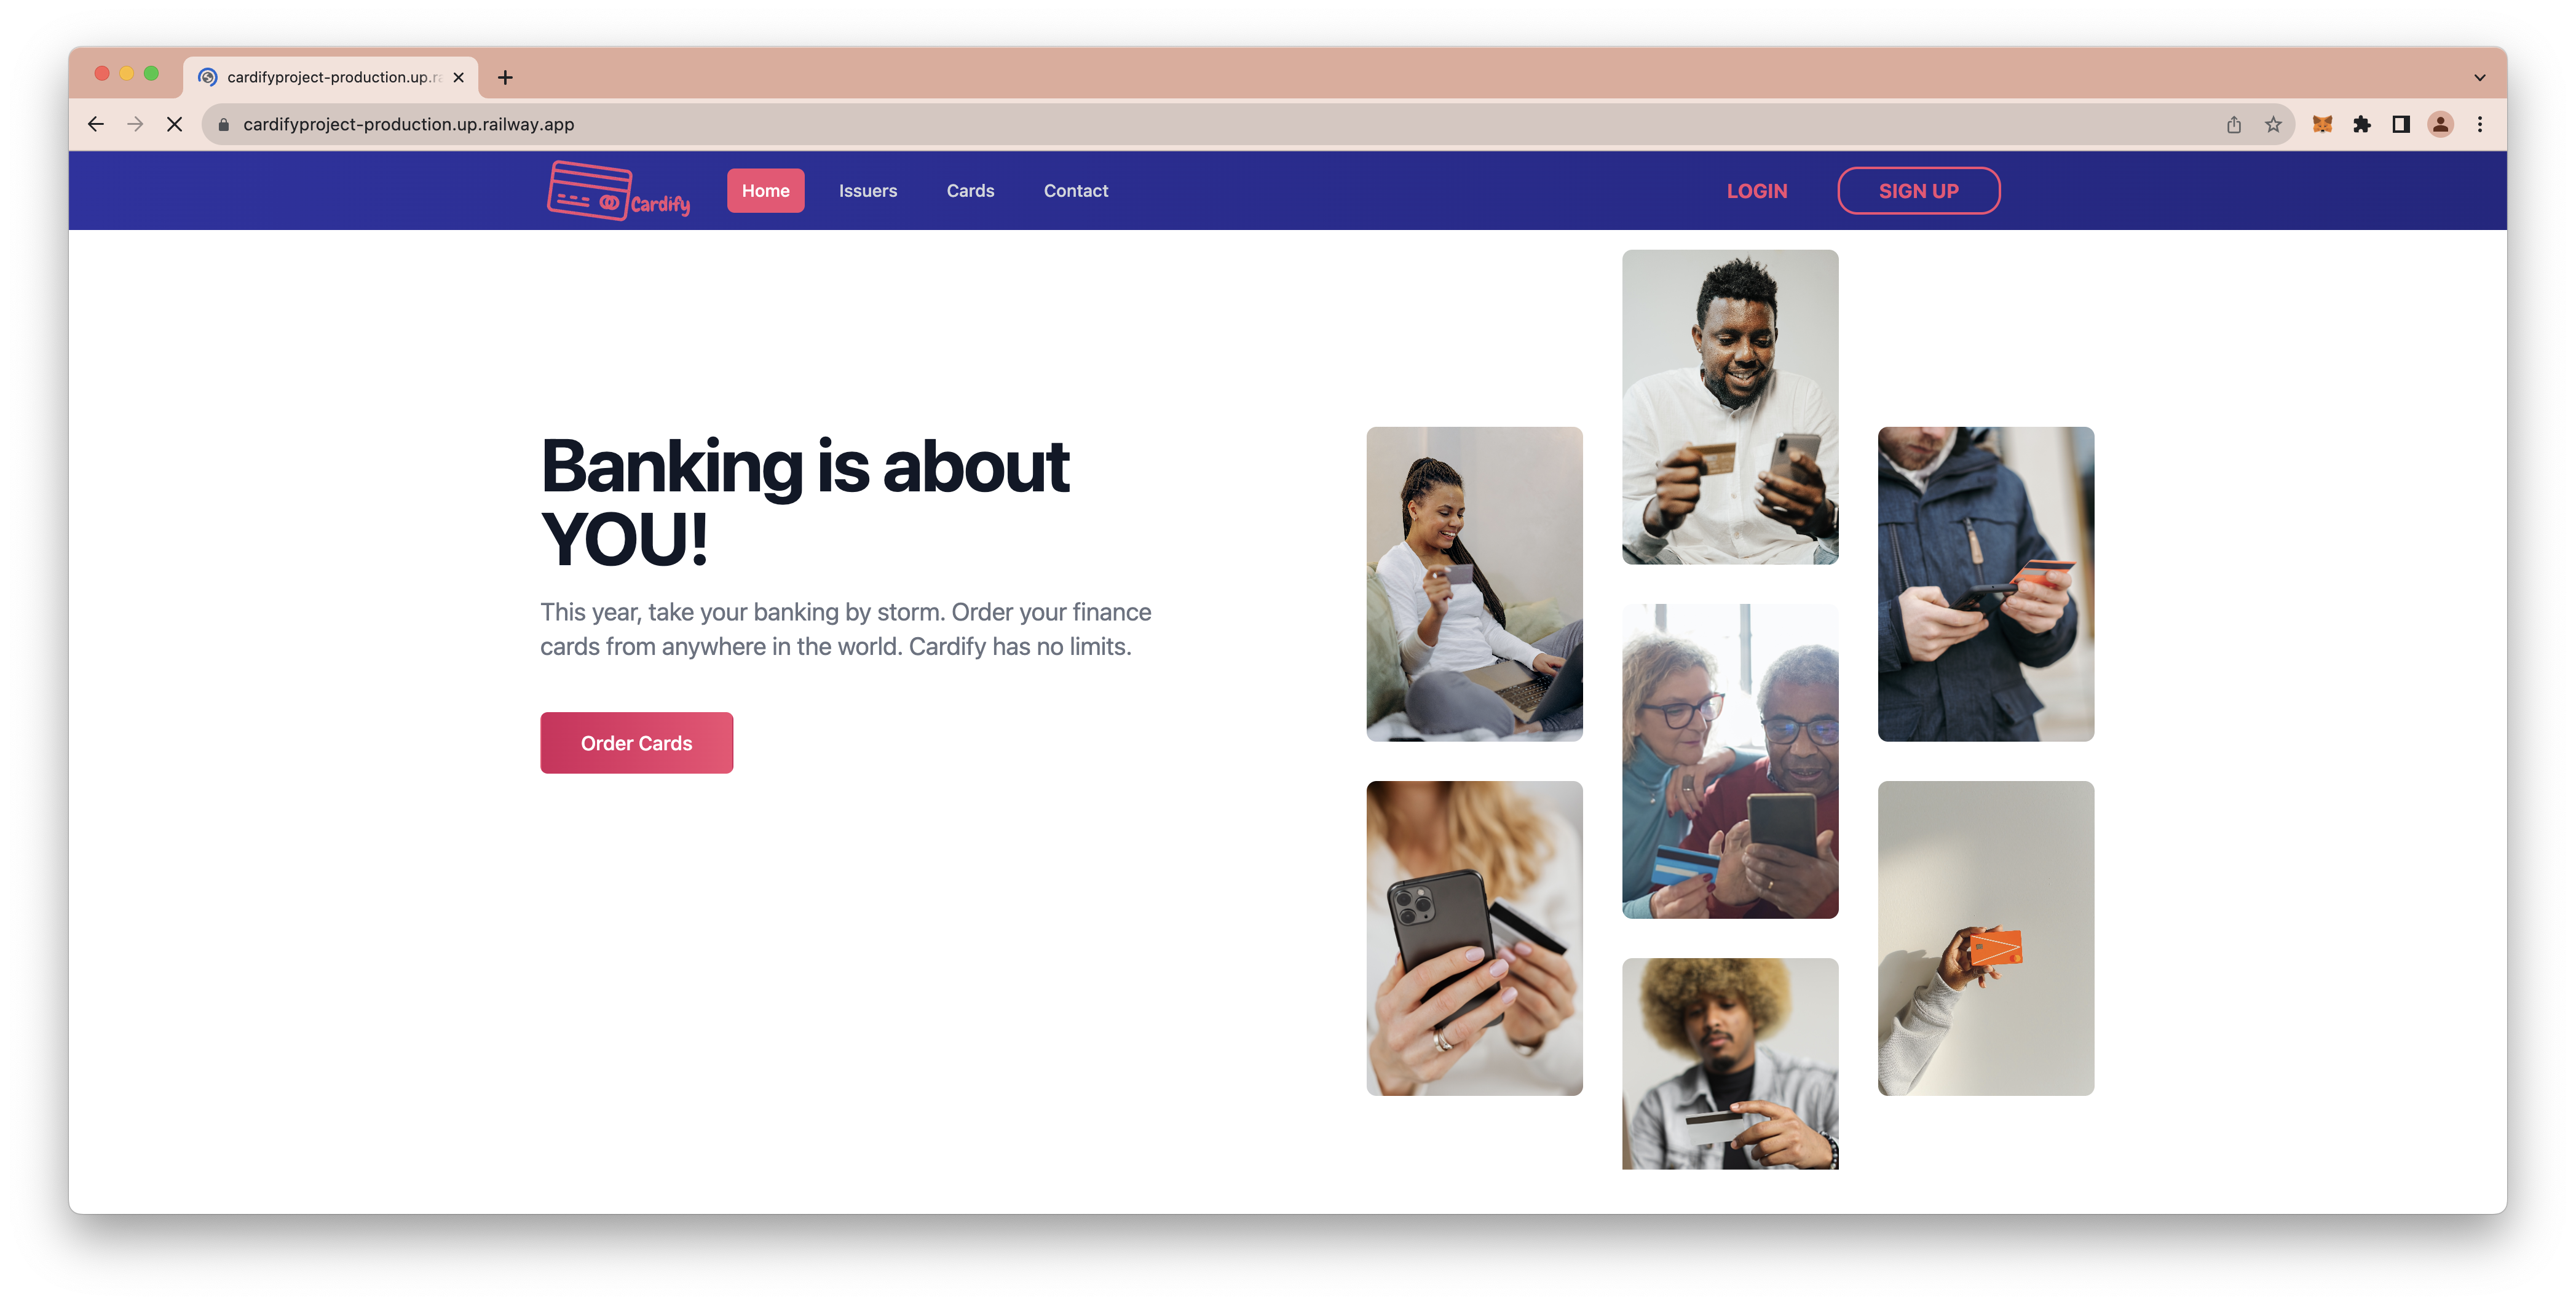 cardifyproject-production.up.ra
cardifyproject-production.up.railway.app
Cardify
Home
Issuers
Cards
Contact
LOGIN
SIGN UP
Banking is about
YOU!
This year, take your banking by storm. Order your finance
cards from anywhere in the world. Cardify has no limits.
Order Cards